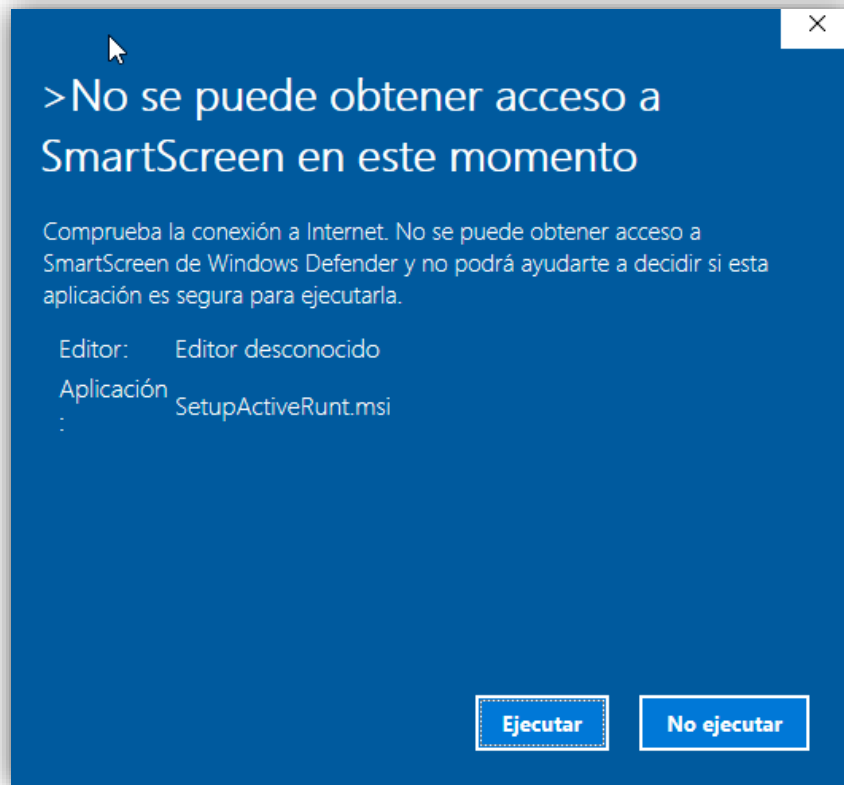 >No se puede obtener acceso a
SmartScreen en este momento
Comprueba la conexión a Internet. No se puede obtener acceso a
SmartScreen de Windows Defender y no podrá ayudarte a decidir si esta
aplicación es segura para ejecutarla.
Editor: Editor desconocido
Aplicación
: SetupActiveRunt.msi
Ejecutar No ejecutar